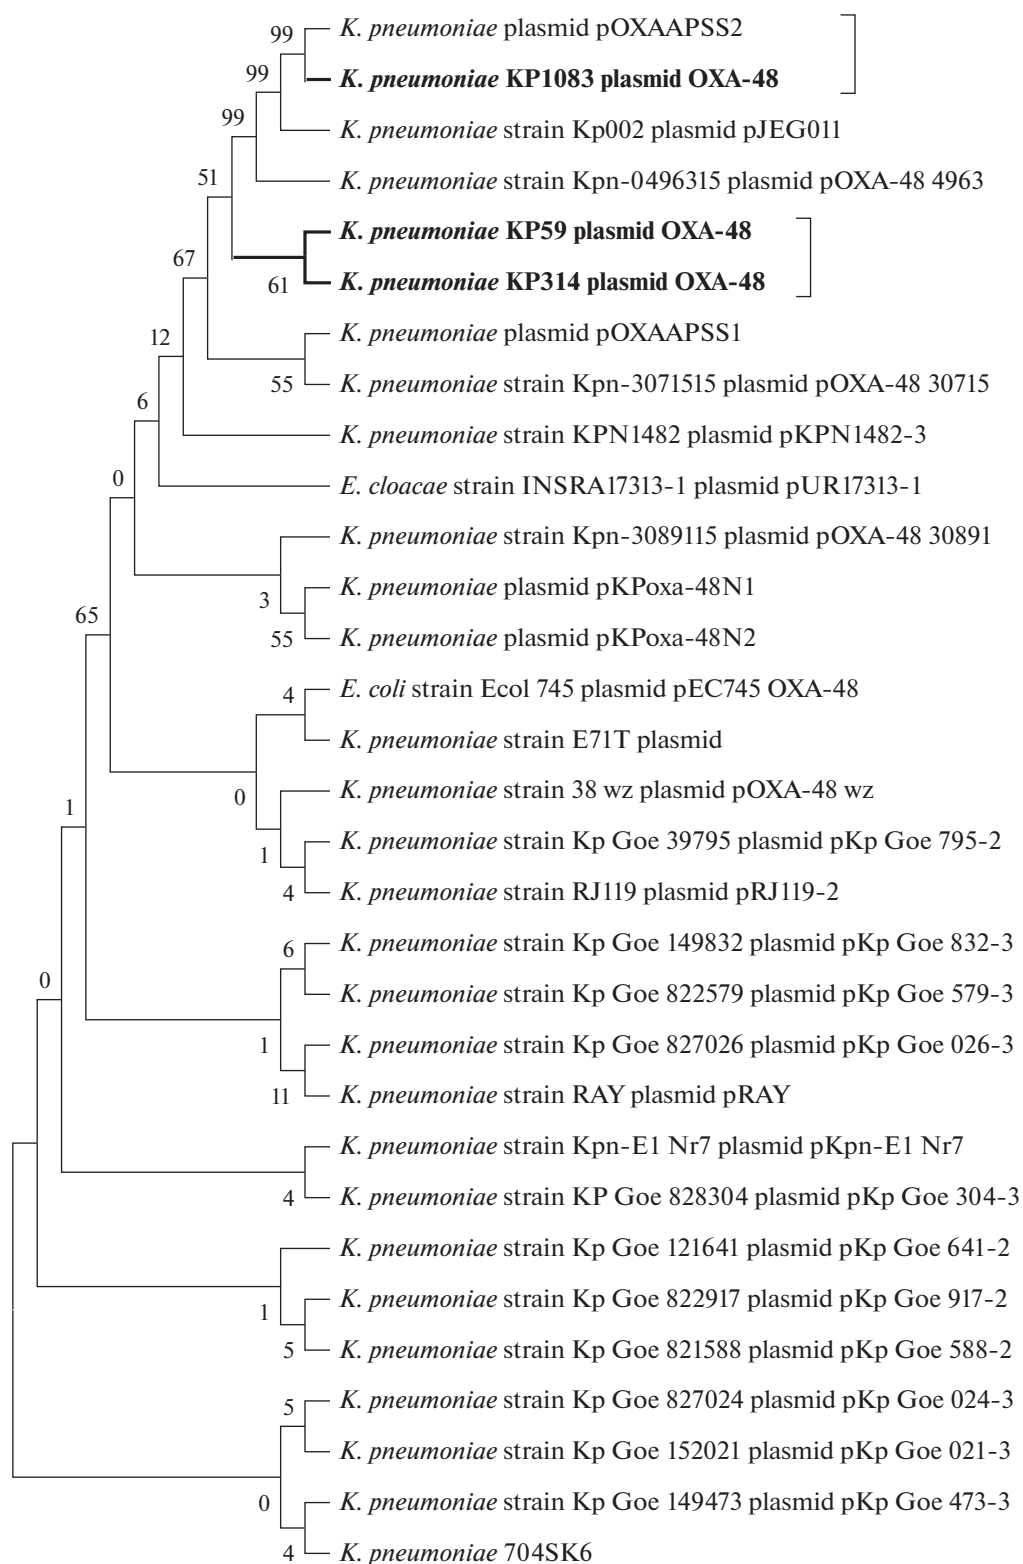 99
K. pneumoniae plasmid pOXAAPSS2
99
K. pneumoniae KP1083 plasmid OXA-48
99
K. pneumoniae strain Kp002 plasmid pJEG011
51
K. pneumoniae strain Kpn-0496315 plasmid pOXA-48 4963
K. pneumoniae KP59 plasmid OXA-48
67
61
K. pneumoniae KP314 plasmid OXA-48
12
K. pneumoniae plasmid pOXAAPSS1
55
K. pneumoniae strain Kpn-3071515 plasmid pOXA-48 30715
6
K. pneumoniae strain KPN1482 plasmid pKPN1482-3
0
E. cloacae strain INSRA17313-1 plasmid pUR17313-1
K. pneumoniae strain Kpn-3089115 plasmid pOXA-48 30891
3
K. pneumoniae plasmid pKPoxa-48N1
65
55
K. pneumoniae plasmid pKPoxa-48N2
4
E. coli strain Ecol 745 plasmid pEC745 OXA-48
K. pneumoniae strain E71T plasmid
0
K. pneumoniae strain 38 wz plasmid pOXA-48 wz
1
1
K. pneumoniae strain Kp Goe 39795 plasmid pKp Goe 795-2
4
K. pneumoniae strain RJ119 plasmid pRJ119-2
6
K. pneumoniae strain Kp Goe 149832 plasmid pKp Goe 832-3
0
K. pneumoniae strain Kp Goe 822579 plasmid pKp Goe 579-3
1
K. pneumoniae strain Kp Goe 827026 plasmid pKp Goe 026-3
11
K. pneumoniae strain RAY plasmid pRAY
K. pneumoniae strain Kpn-E1 Nr7 plasmid pKpn-E1 Nr7
4
K. pneumoniae strain KP Goe 828304 plasmid pKp Goe 304-3
K. pneumoniae strain Kp Goe 121641 plasmid pKp Goe 641-2
1
K. pneumoniae strain Kp Goe 822917 plasmid pKp Goe 917-2
5
K. pneumoniae strain Kp Goe 821588 plasmid pKp Goe 588-2
5
K. pneumoniae strain Kp Goe 827024 plasmid pKp Goe 024-3
K. pneumoniae strain Kp Goe 152021 plasmid pKp Goe 021-3
0
K. pneumoniae strain Kp Goe 149473 plasmid pKp Goe 473-3
4
K. pneumoniae 704SK6